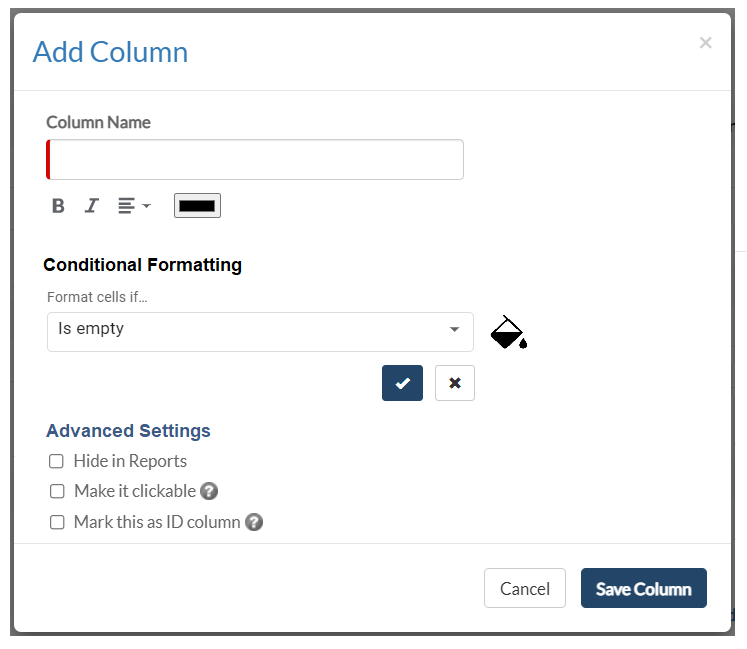 Add Column
×
Column Name
B I
Conditional Formatting
Format cells if...
Is empty
Advanced Settings
Hide in Reports
Make it clickable ?
Mark this as ID column ?
Cancel Save Column